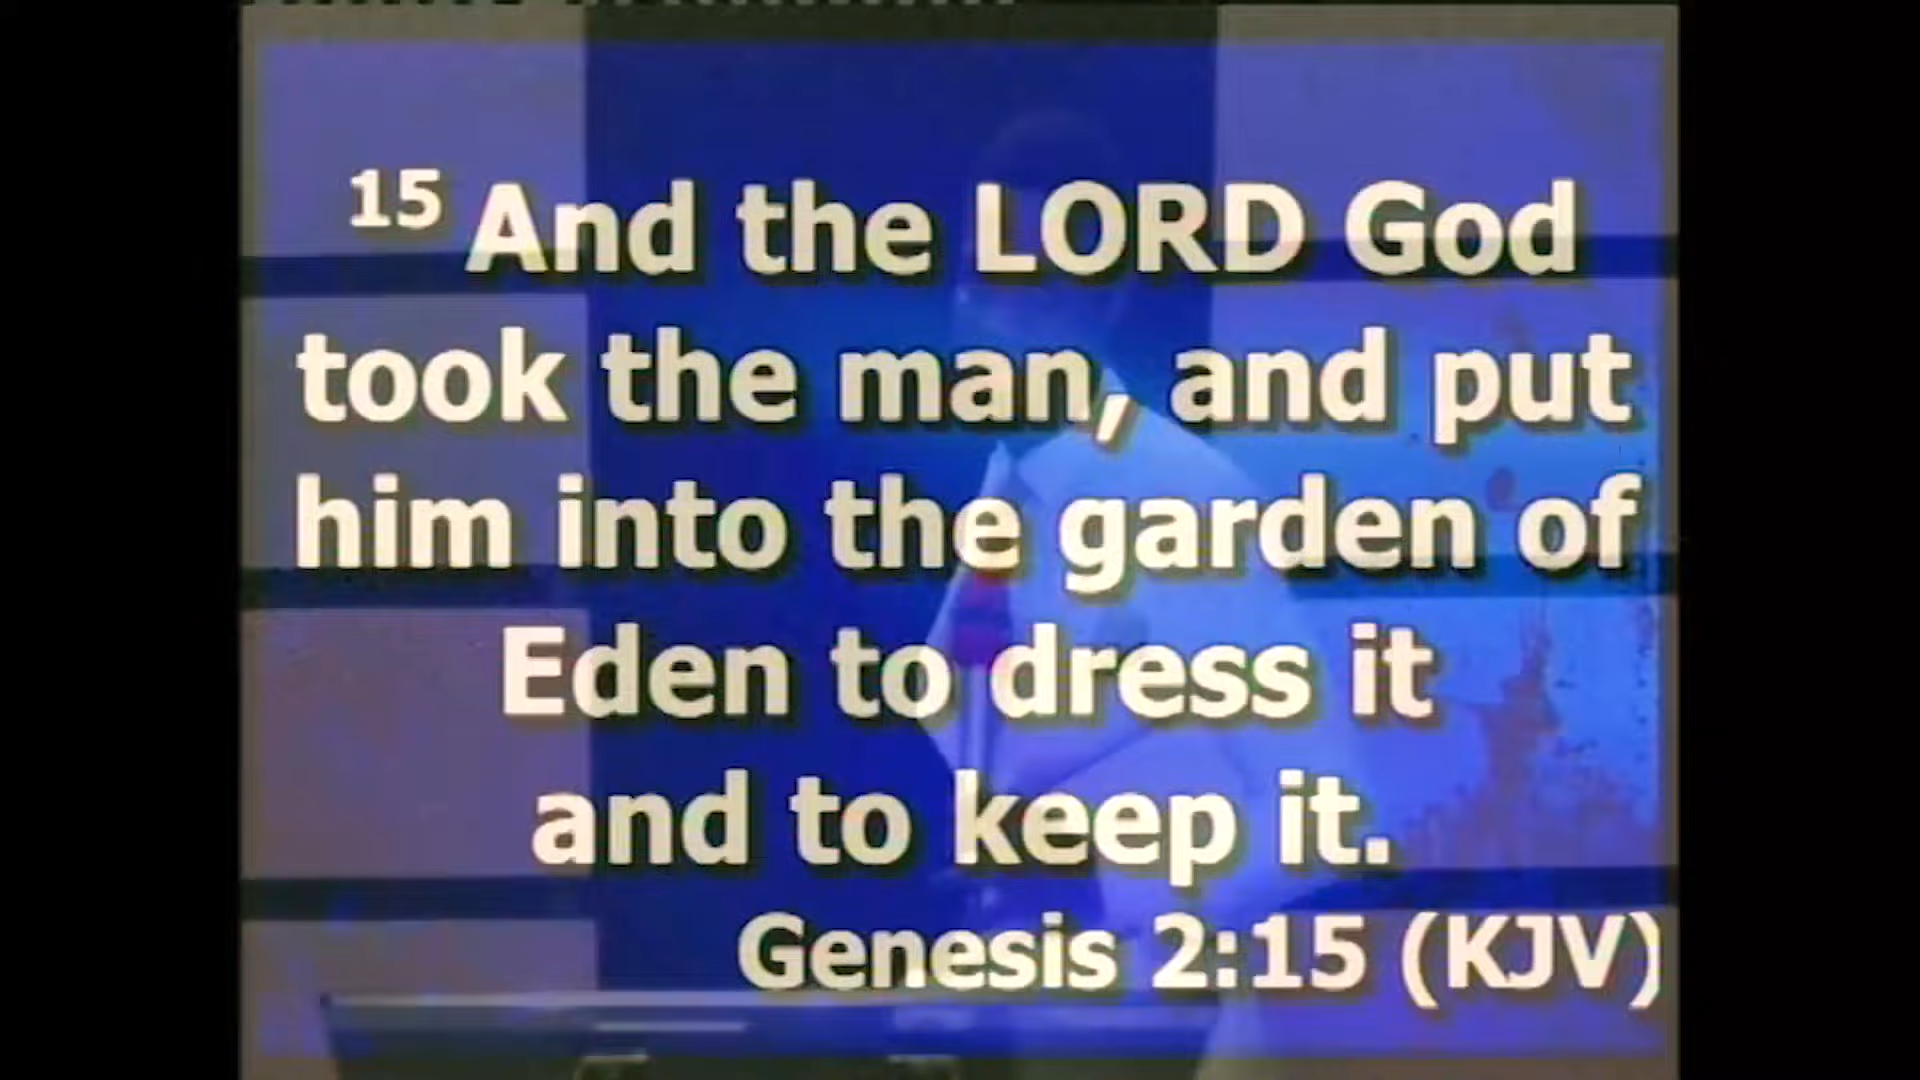 15 And the LORD God
took the man, and put
him into the garden of
Eden to dress it
and to keep it.
Genesis 2:15 (KJV)